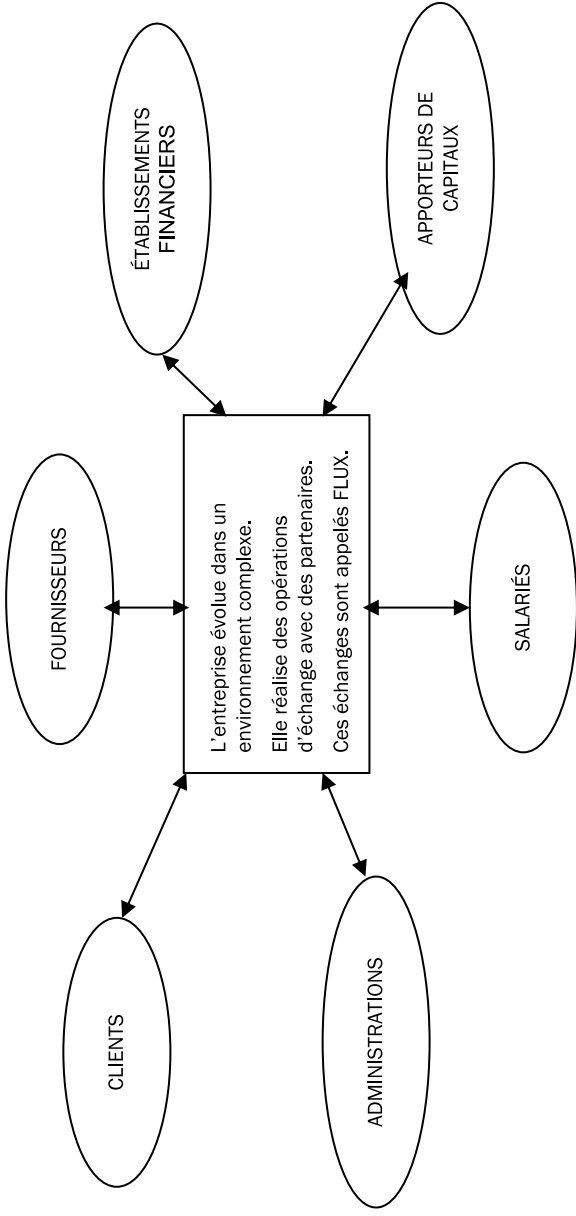 FOURNISSEURS
CLIENTS
ÉTABLISSEMENTS
FINANCIERS
L'entreprise évolue dans un
environnement complexe.
Elle réalise des opérations
d'échange avec des partenaires.
Ces échanges sont appelés FLUX.
ADMINISTRATIONS
APPORTEURS DE
CAPITAUX
SALARIÉS